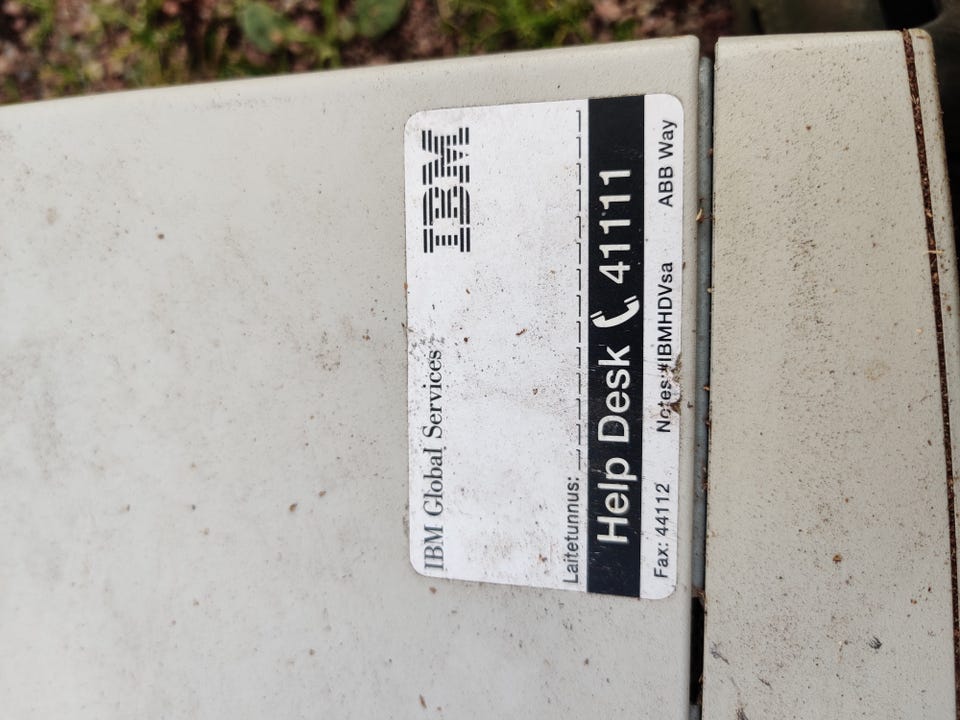 IBM Global Services IBM
Laitetunnus:
Help Desk 41111
Fax: 44112 Notes:#IBMHDVsa ABB Way